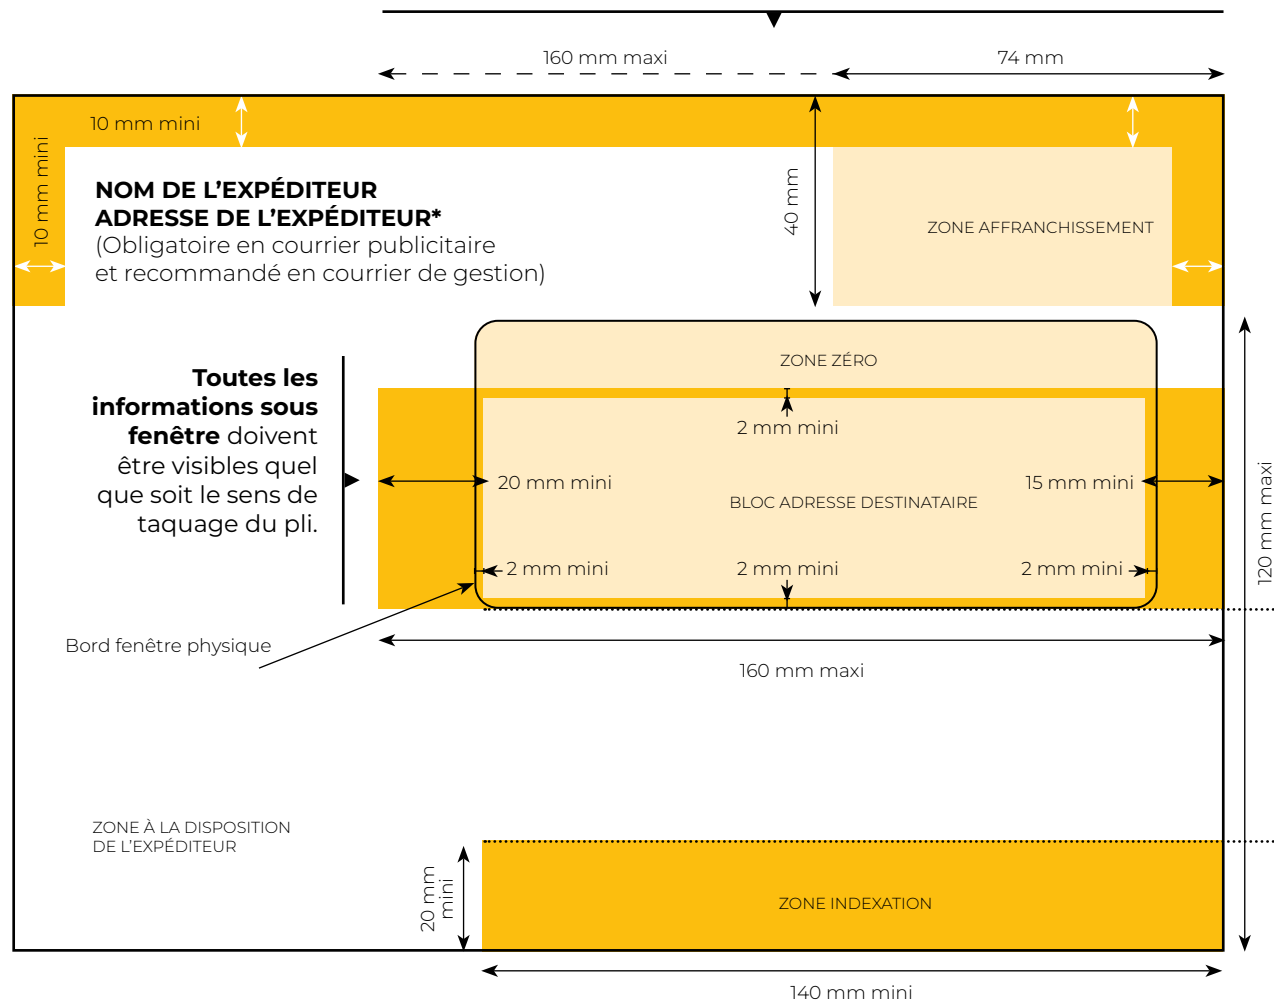 160 mm maxi
74 mm
10 mm mini
10 mm mini
NOM DE L’EXPÉDITEUR
ADRESSE DE L’EXPÉDITEUR*
(Obligatoire en courrier publicitaire
et recommandé en courrier de gestion)
40 mm
ZONE AFFRANCHISSEMENT
ZONE ZÉRO
Toutes les
informations sous
fenêtre doivent
être visibles quel
que soit le sens de
taquage du pli.
2 mm mini
20 mm mini
15 mm mini
BLOC ADRESSE DESTINATAIRE
2 mm mini
2 mm mini
2 mm mini
120 mm maxi
Bord fenêtre physique
160 mm maxi
ZONE À LA DISPOSITION
DE L’EXPÉDITEUR
20 mm
mini
ZONE INDEXATION
140 mm mini